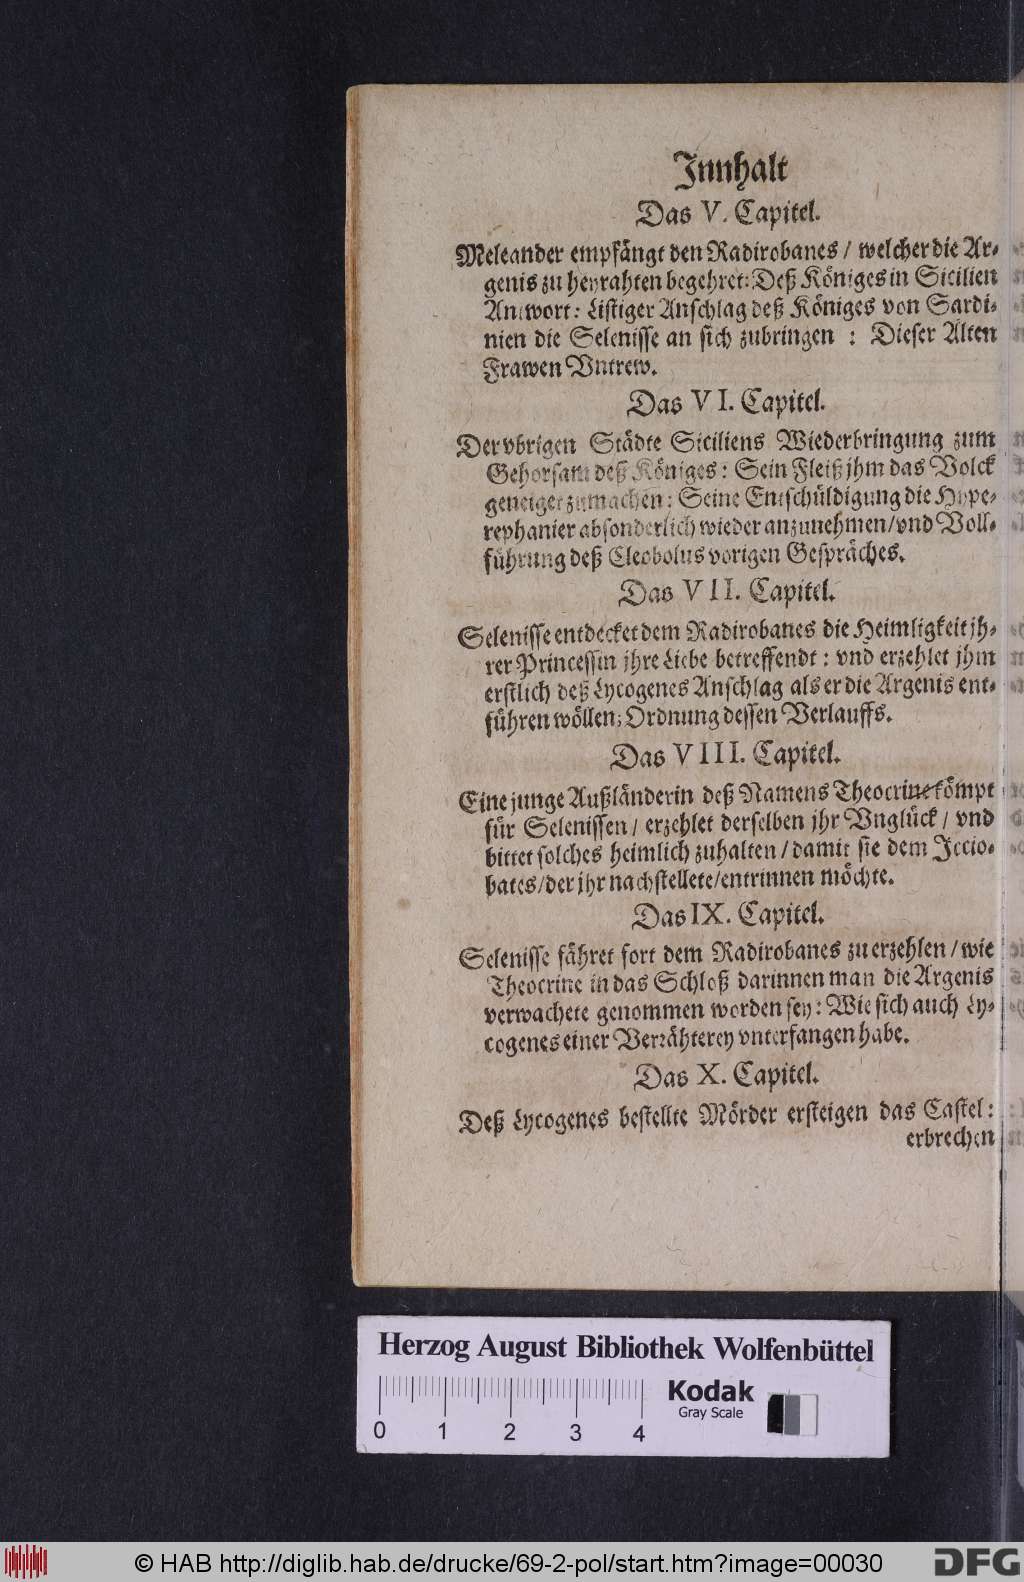 Innhalt
Das V. Capitel.
Meleander empfängt den Radirobanes / welcher die Ar-
genis zu heyrahten begehret: Deß Königes in Sicilien
Antwort: Listiger Anschlag deß Königes von Sardi-
nien die Selenisse an sich zubringen : Dieser Alten
Frawen Vntrew.
Das VI. Capitel.
Der vbrigen Städte Siciliens Wiederbringung zum
Gehorsam deß Königes: Sein Fleiß jhm das Volck
geneiget zumachen: Seine Entschüldigung die Hype-
rephanier absonderlich wieder anzunehmen/vnd Voll-
führung deß Cleobolus vorigen Gespräches.
Das VII. Capitel.
Selenisse entdecket dem Radirobanes die Heimligkeit jh-
rer Princessin jhre Liebe betreffendt: vnd erzehlet jhm
erstlich deß Lycogenes Anschlag als er die Argenis ent-
führen wöllen; Ordnung dessen Verlauffs.
Das VIII. Capitel.
Eine junge Außländerin deß Namens Theocrine kömpt
für Selenissen / erzehlet derselben jhr Vnglück / vnd
bittet solches heimlich zuhalten / damit sie dem Iccio-
bates/der jhr nachstellete/entrinnen möchte.
Das IX. Capitel.
Selenisse fähret fort dem Radirobanes zu erzehlen / wie
Theocrine in das Schloß darinnen man die Argenis
verwachete genommen worden sey: Wie sich auch Ly-
cogenes einer Verrähterey vnterfangen habe.
Das X. Capitel.
Deß Lycogenes bestellte Mörder ersteigen das Castel:
erbrechen
Herzog August Bibliothek Wolfenbüttel
Kodak
Gray Scale
0 1 2 3 4
© HAB http://diglib.hab.de/drucke/69-2-pol/start.htm?image=00030
DFG